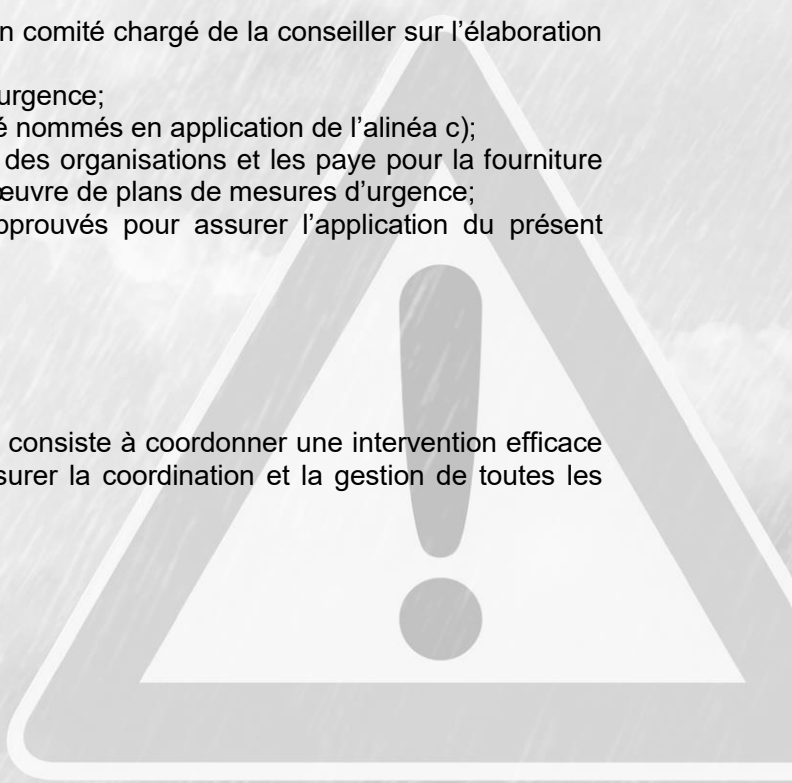 n comité chargé de la conseiller sur l’élaboration
urgence;
é nommés en application de l’alinéa c);
des organisations et les paye pour la fourniture
œuvre de plans de mesures d’urgence;
pprouvés pour assurer l’application du présent
consiste à coordonner une intervention efficace
surer la coordination et la gestion de toutes les